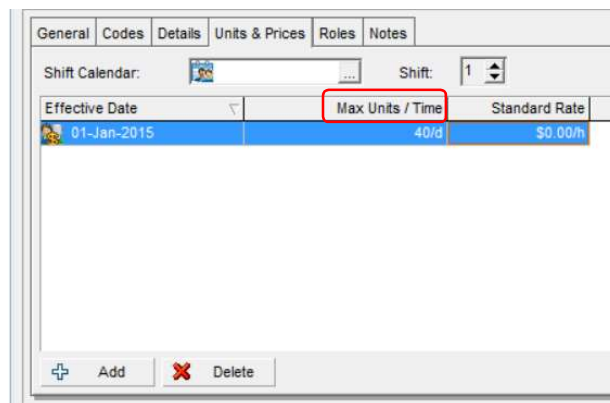 General Codes Details Units & Prices Roles Notes
Shift Calendar: ... Shift: 1
Effective Date Max Units / Time Standard Rate
01-Jan-2015 40/d $0.00/h
Add Delete